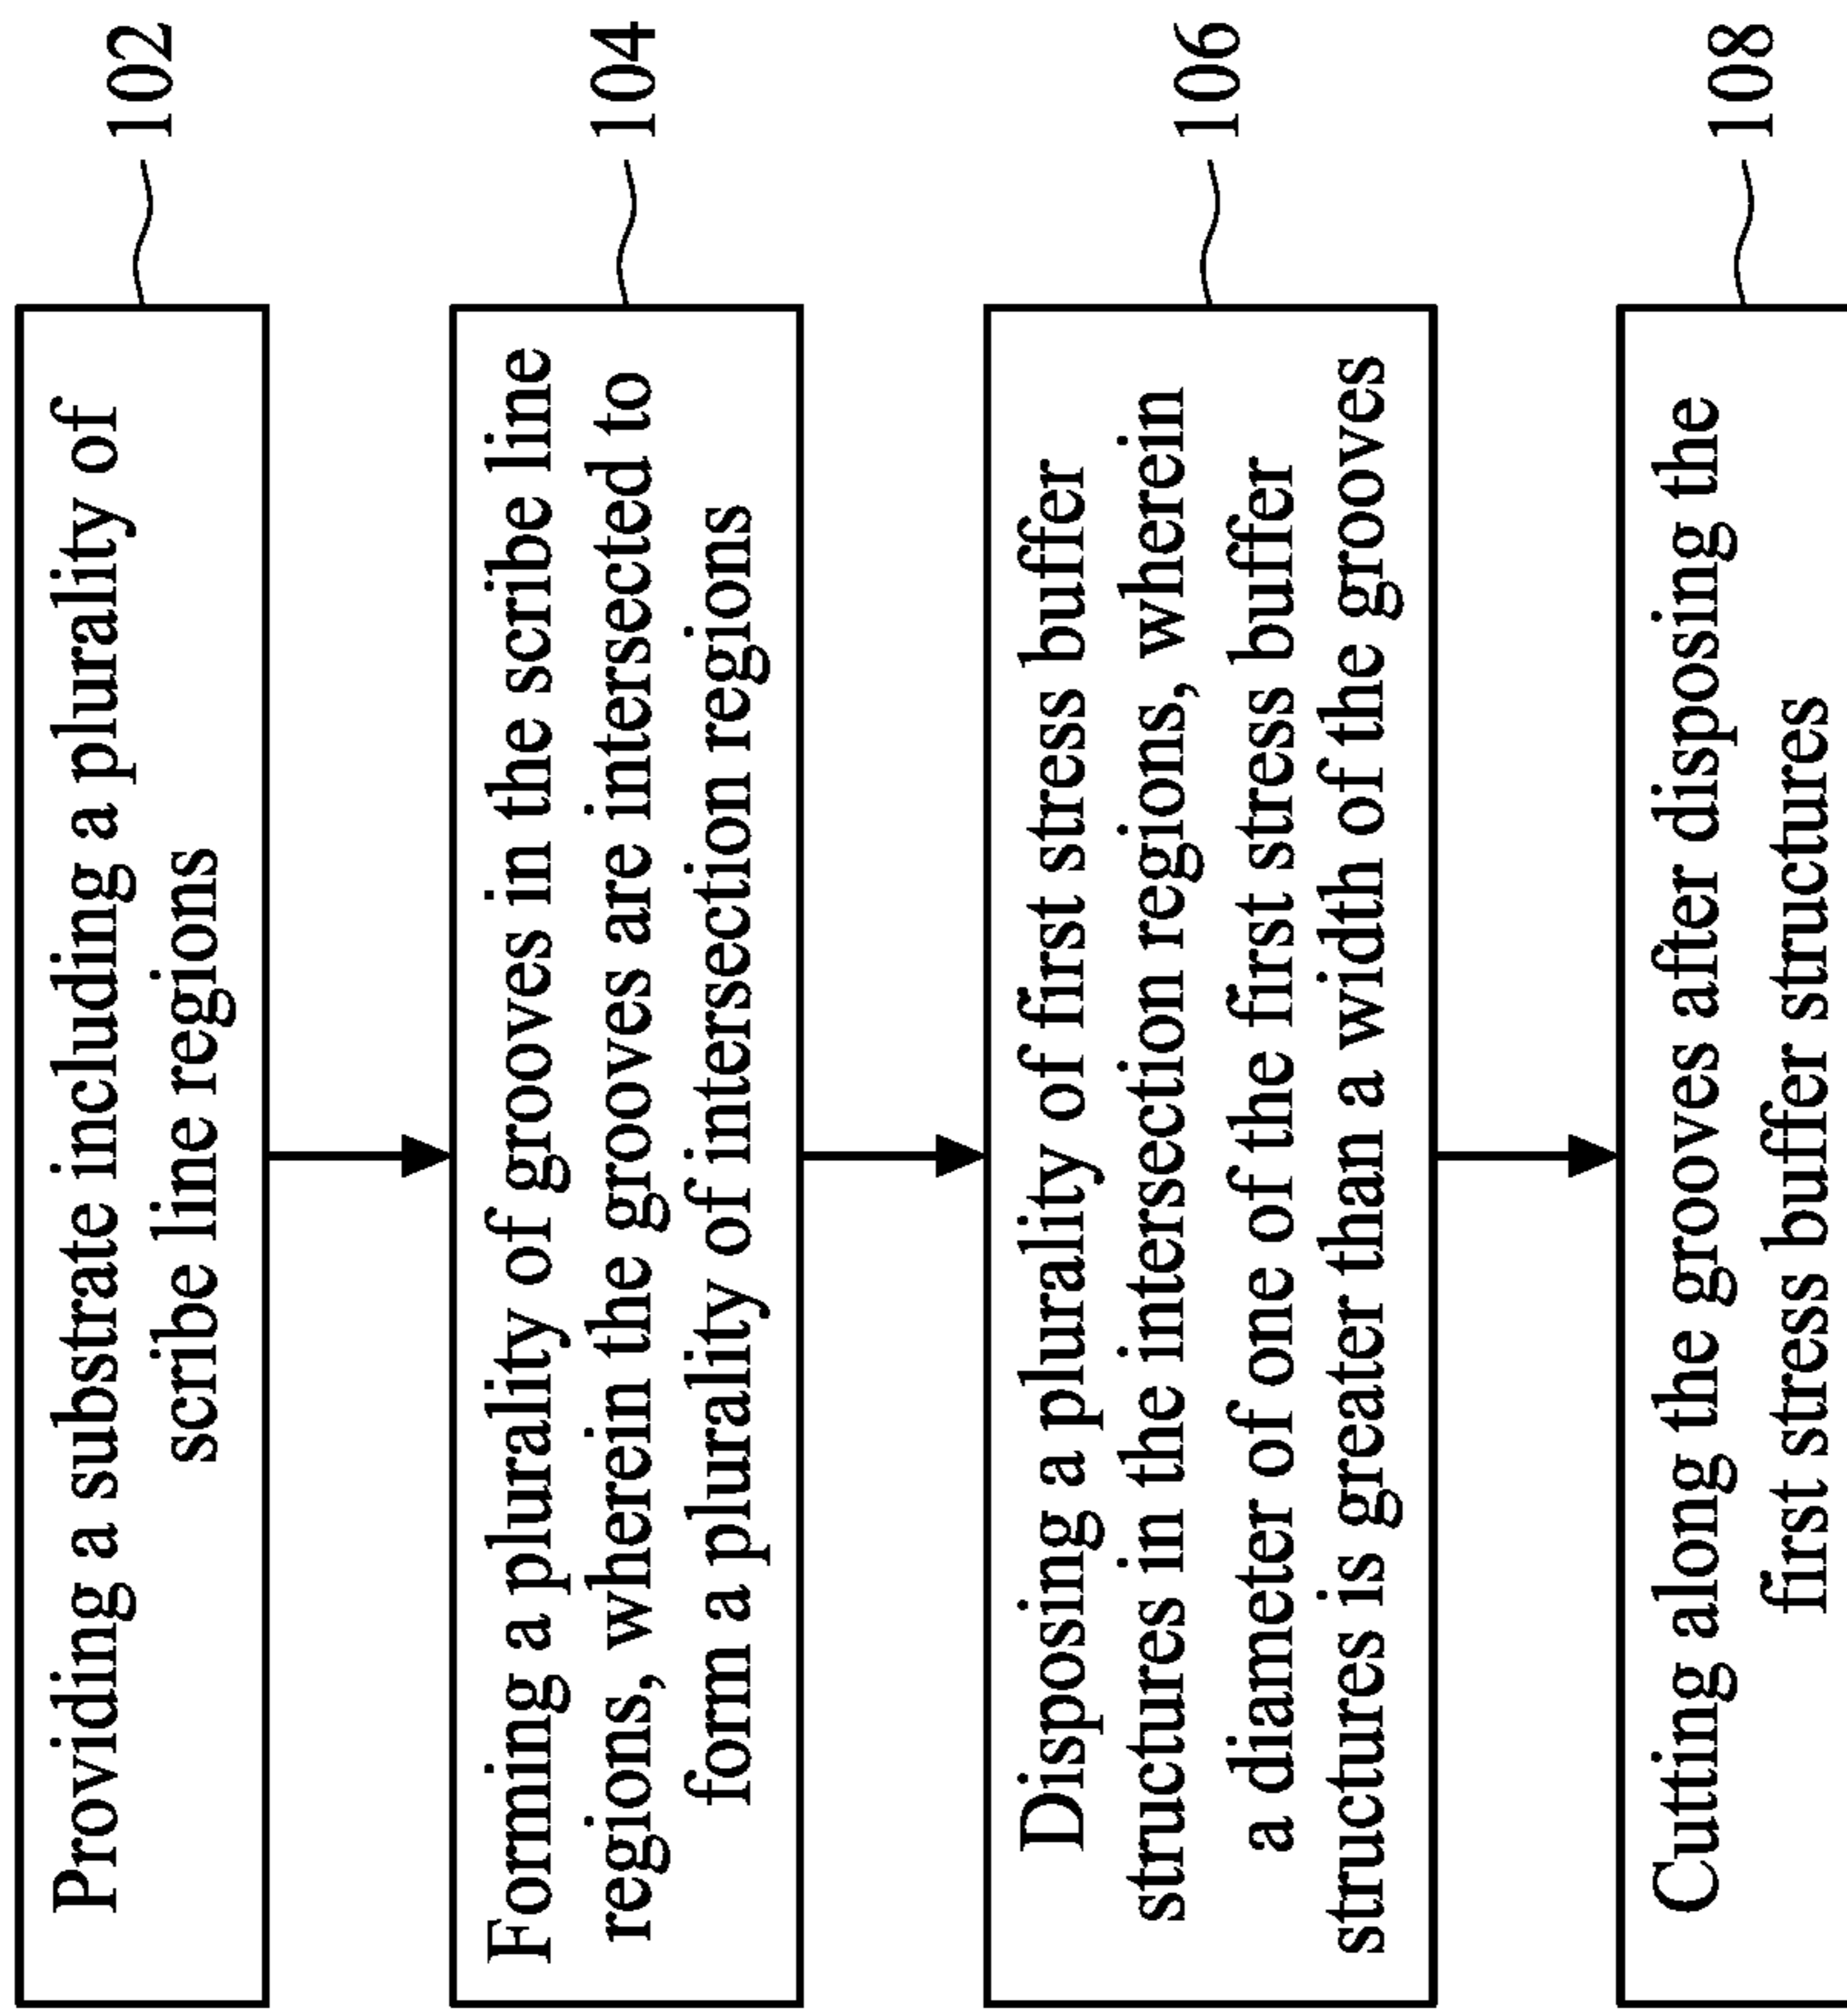 Providing a substrate including a plurality of
scribe line regions
102
Forming a plurality of grooves in the scribe line
regions, wherein the grooves are intersected to
form a plurality of intersection regions
104
Disposing a plurality of first stress buffer
structures in the intersection regions, wherein
a diameter of one of the first stress buffer
structures is greater than a width of the grooves
106
Cutting along the grooves after disposing the
first stress buffer structures
108